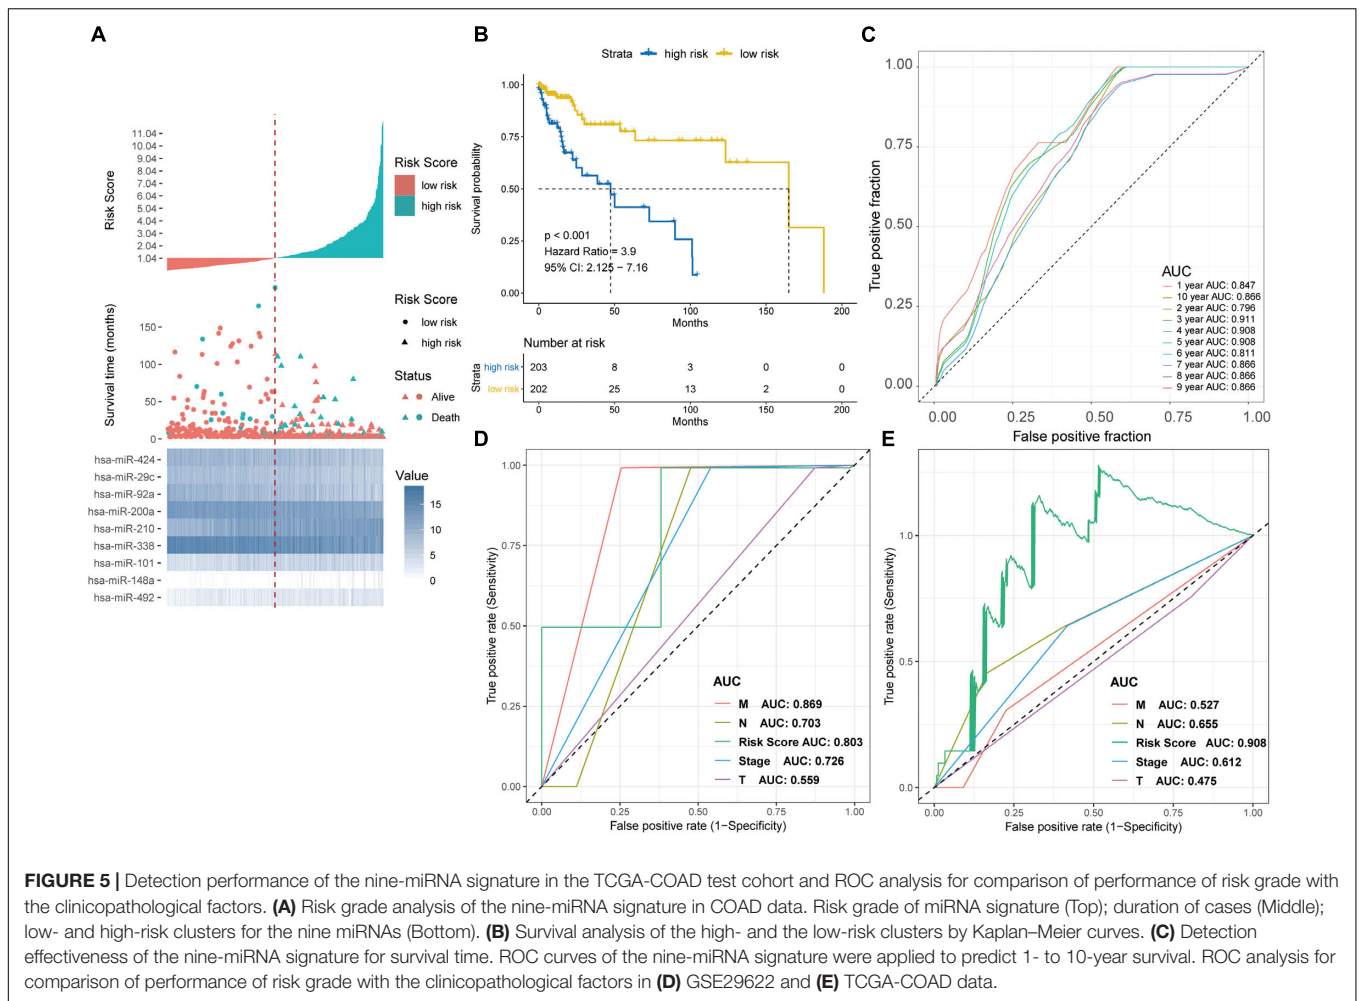 A
11.04
10.04
9.04
8.04
7.04
6.04
5.04
4.04
3.04
2.04
1.04
Risk Score
Risk Score
low risk
high risk
150
100
50
0
Survival time (months)
Risk Score
low risk
high risk
Status
Alive
Death
hsa-miR-424
hsa-miR-29c
hsa-miR-92a
hsa-miR-200a
hsa-miR-210
hsa-miR-338
hsa-miR-101
hsa-miR-148a
hsa-miR-492
Value
15
10
5
0
B
Strata high risk low risk
1.00
0.75
0.50
0.25
0.00
Survival probability
p < 0.001
Hazard Ratio = 3.9
95% CI: 2.125 − 7.16
0 50 100 150 200
Months
Number at risk
Strata
high risk 203 8 3 0 0
low risk 202 25 13 2 0
0 50 100 150 200
Months
C
1.00
0.75
0.50
0.25
0.00
True positive fraction
AUC
1 year AUC: 0.847
10 year AUC: 0.866
2 year AUC: 0.796
3 year AUC: 0.911
4 year AUC: 0.908
5 year AUC: 0.908
6 year AUC: 0.811
7 year AUC: 0.866
8 year AUC: 0.866
9 year AUC: 0.866
0.00 0.25 0.50 0.75 1.00
False positive fraction
D
1.00
0.75
0.50
0.25
0.00
True positive rate (Sensitivity)
AUC
M AUC: 0.869
N AUC: 0.703
Risk Score AUC: 0.803
Stage AUC: 0.726
T AUC: 0.559
0.00 0.25 0.50 0.75 1.00
False positive rate (1−Specificity)
E
1.0
0.5
0.0
True positive rate (Sensitivity)
AUC
M AUC: 0.527
N AUC: 0.655
Risk Score AUC: 0.908
Stage AUC: 0.612
T AUC: 0.475
0.00 0.25 0.50 0.75 1.00
False positive rate (1−Specificity)
FIGURE 5 | Detection performance of the nine-miRNA signature in the TCGA-COAD test cohort and ROC analysis for comparison of performance of risk grade with
the clinicopathological factors. (A) Risk grade analysis of the nine-miRNA signature in COAD data. Risk grade of miRNA signature (Top); duration of cases (Middle);
low- and high-risk clusters for the nine miRNAs (Bottom). (B) Survival analysis of the high- and the low-risk clusters by Kaplan–Meier curves. (C) Detection
effectiveness of the nine-miRNA signature for survival time. ROC curves of the nine-miRNA signature were applied to predict 1- to 10-year survival. ROC analysis for
comparison of performance of risk grade with the clinicopathological factors in (D) GSE29622 and (E) TCGA-COAD data.